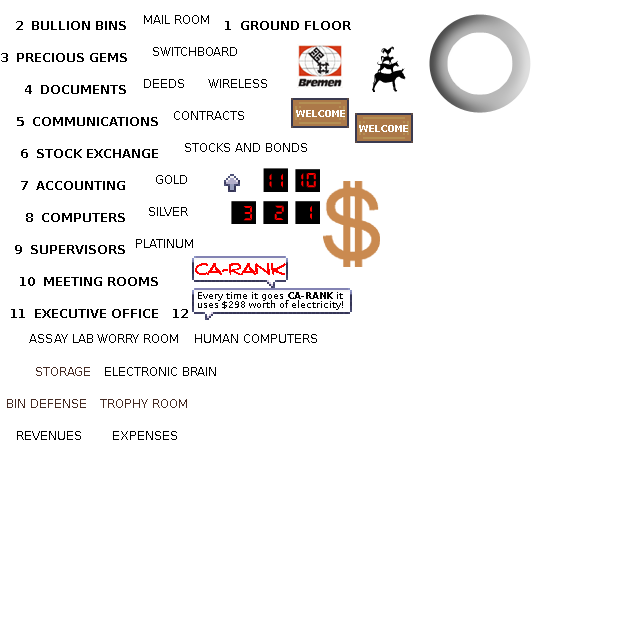 2 BULLION BINS MAIL ROOM 1 GROUND FLOOR
3 PRECIOUS GEMS SWITCHBOARD
Bremen
4 DOCUMENTS DEEDS WIRELESS
5 COMMUNICATIONS CONTRACTS WELCOME
WELCOME
6 STOCK EXCHANGE STOCKS AND BONDS
7 ACCOUNTING GOLD 11 10
8 COMPUTERS SILVER 3 2 1 $
9 SUPERVISORS PLATINUM
CA-RANK
10 MEETING ROOMS
Every time it goes CA-RANK it
uses $298 worth of electricity!
11 EXECUTIVE OFFICE 12
ASSAY LAB WORRY ROOM HUMAN COMPUTERS
STORAGE ELECTRONIC BRAIN
BIN DEFENSE TROPHY ROOM
REVENUES EXPENSES